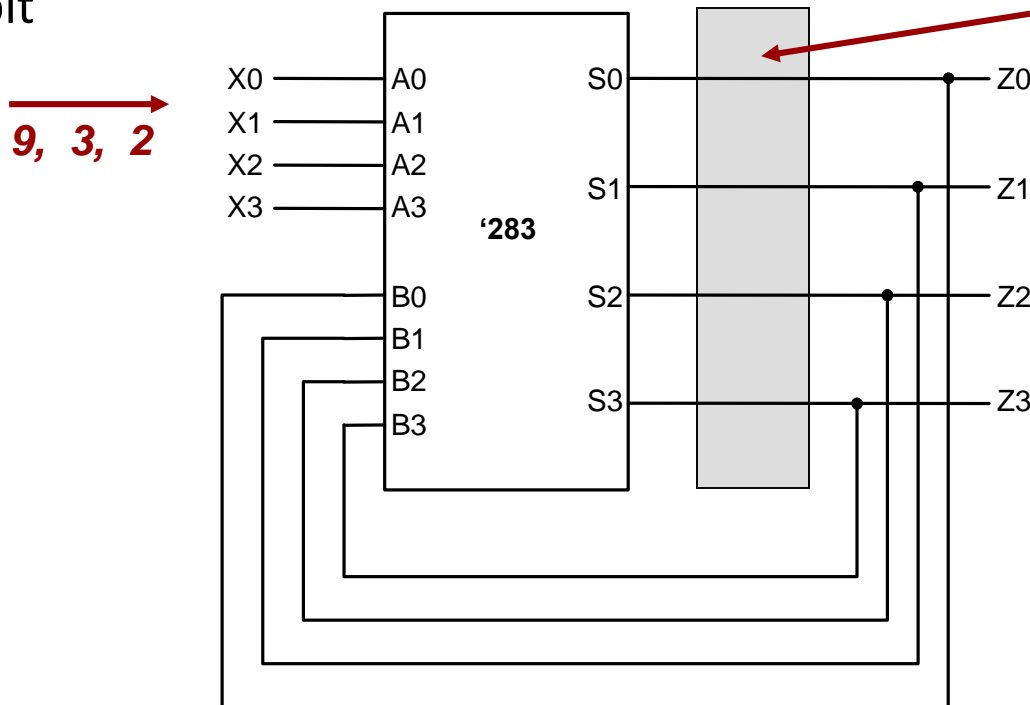 X0 A0 S0 Z0
X1 A1
9, 3, 2
X2 A2
S1 Z1
X3 A3
‘283
B0 S2 Z2
B1
B2
S3 Z3
B3